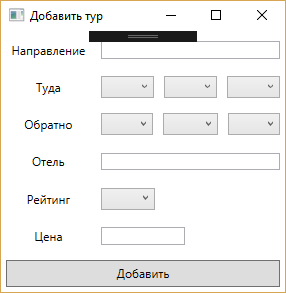 Добавить тур
Направление
Туда
Обратно
Отель
Рейтинг
Цена
Добавить